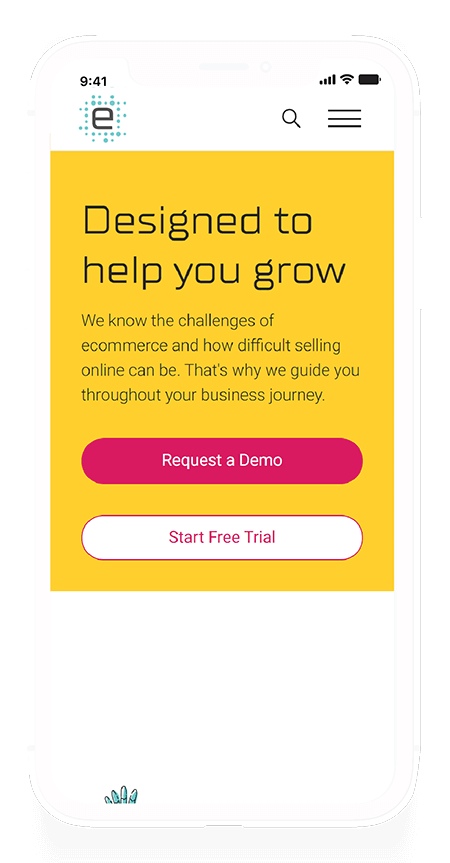 9:41
e
Designed to
help you grow
We know the challenges of
ecommerce and how difficult selling
online can be. That's why we guide you
throughout your business journey.
Request a Demo
Start Free Trial